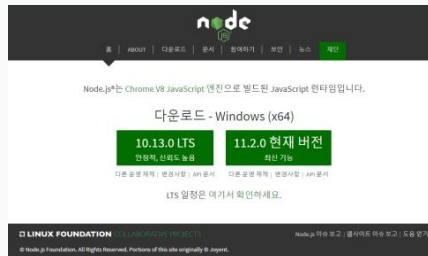 node
JS
홈 | ABOUT | 다운로드 | 문서 | 참여하기 | 보안 | 뉴스 | 재단
Node.js®는 Chrome V8 JavaScript 엔진으로 빌드된 JavaScript 런타임입니다.
다운로드 - Windows (x64)
10.13.0 LTS
안정적, 신뢰도 높음
11.2.0 현재 버전
최신 기능
다른 운영 체제 | 변경사항 | API 문서
다른 운영 체제 | 변경사항 | API 문서
LTS 일정은 여기서 확인하세요.
LINUX FOUNDATION COLLABORATIVE PROJECTS
Node.js 이슈 보고 | 웹사이트 이슈 보고 | 도움 얻기
© Node.js Foundation. All Rights Reserved. Portions of this site originally © Joyent.